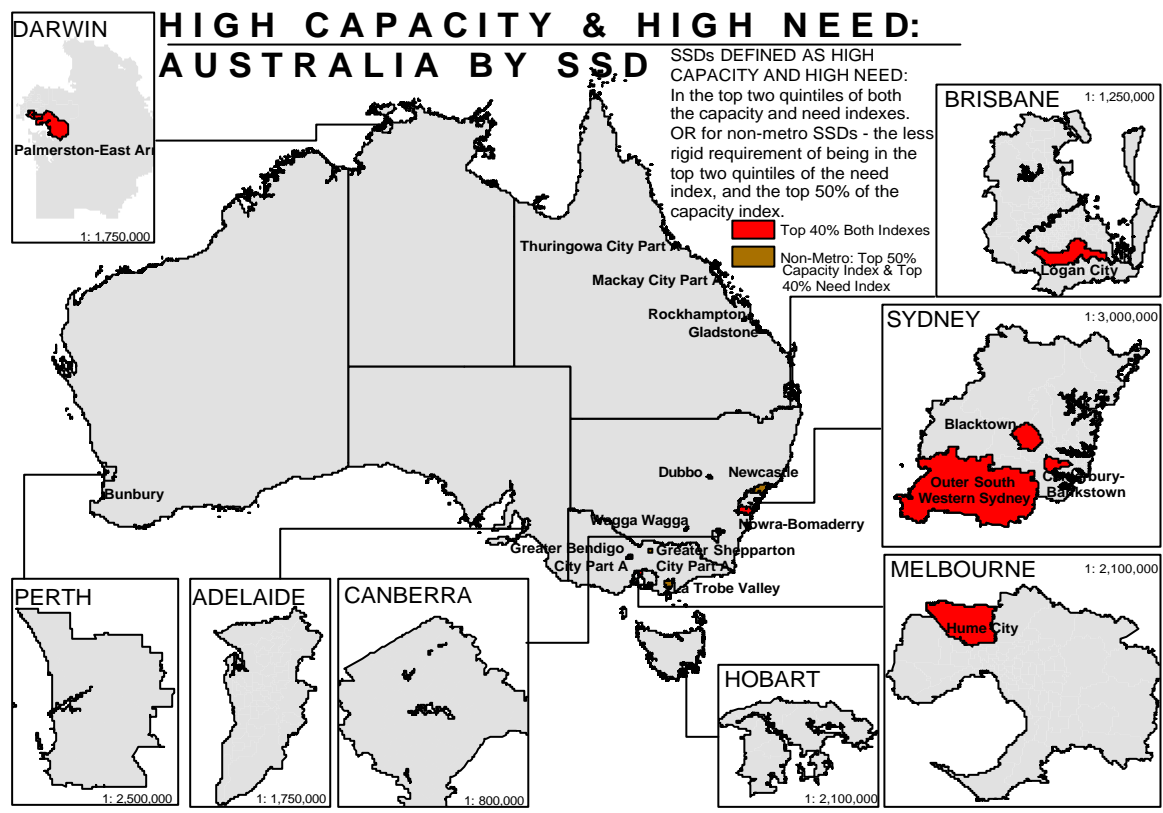 HIGH CAPACITY & HIGH NEED:
AUSTRALIA BY SSD
SSDs DEFINED AS HIGH
CAPACITY AND HIGH NEED:
In the top two quintiles of both
the capacity and need indexes.
OR for non-metro SSDs - the less
rigid requirement of being in the
top two quintiles of the need
index, and the top 50% of the
capacity index.
Top 40% Both Indexes
Non-Metro: Top 50%
Capacity Index & Top
40% Need Index
DARWIN
Palmerston-East Ar
1: 1,750,000
BRISBANE
1: 1,250,000
Logan City
Thuringowa City Part A
Mackay City Part A
Rockhampton
Gladstone
SYDNEY
1: 3,000,000
Blacktown
Outer South
Western Sydney
Canterbury-
Bankstown
Dubbo
Newcastle
Bunbury
Wagga Wagga
Nowra-Bomaderry
Greater Bendigo
City Part A
Greater Shepparton
City Part A
La Trobe Valley
MELBOURNE
1: 2,100,000
Hume City
PERTH
1: 2,500,000
ADELAIDE
1: 1,750,000
CANBERRA
1: 800,000
HOBART
1: 2,100,000